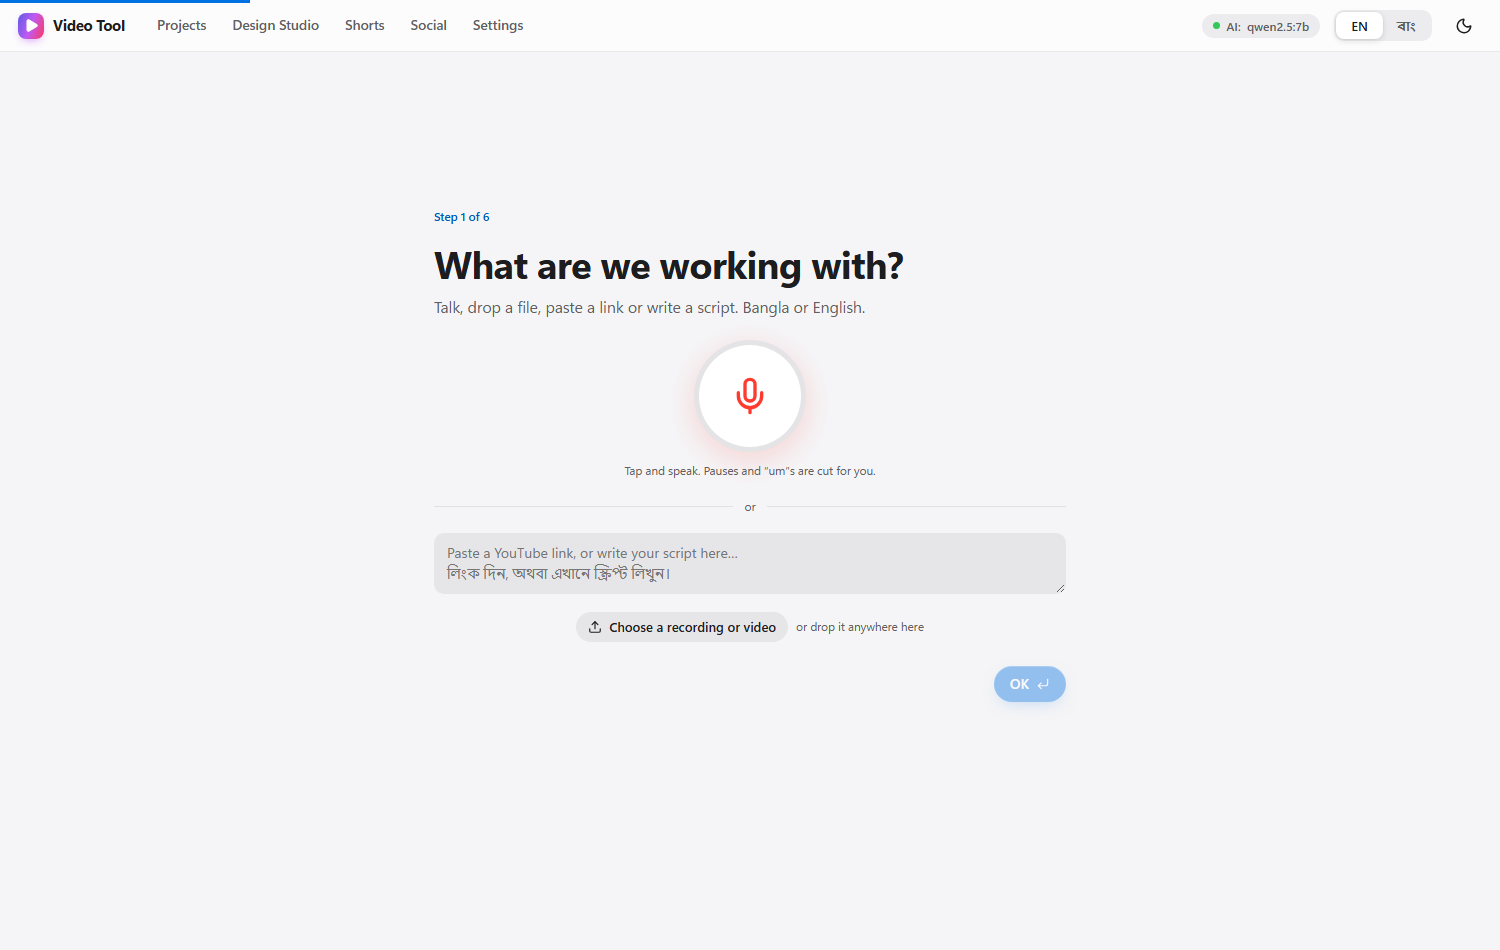 Video Tool
Projects
Design Studio
Shorts
Social
Settings
AI: qwen2.5:7b
EN
বাং
Step 1 of 6
What are we working with?
Talk, drop a file, paste a link or write a script. Bangla or English.
Tap and speak. Pauses and “um”s are cut for you.
or
Paste a YouTube link, or write your script here...
লিংক দিন, অথবা এখানে স্ক্রিপ্ট লিখুন।
Choose a recording or video
or drop it anywhere here
OK